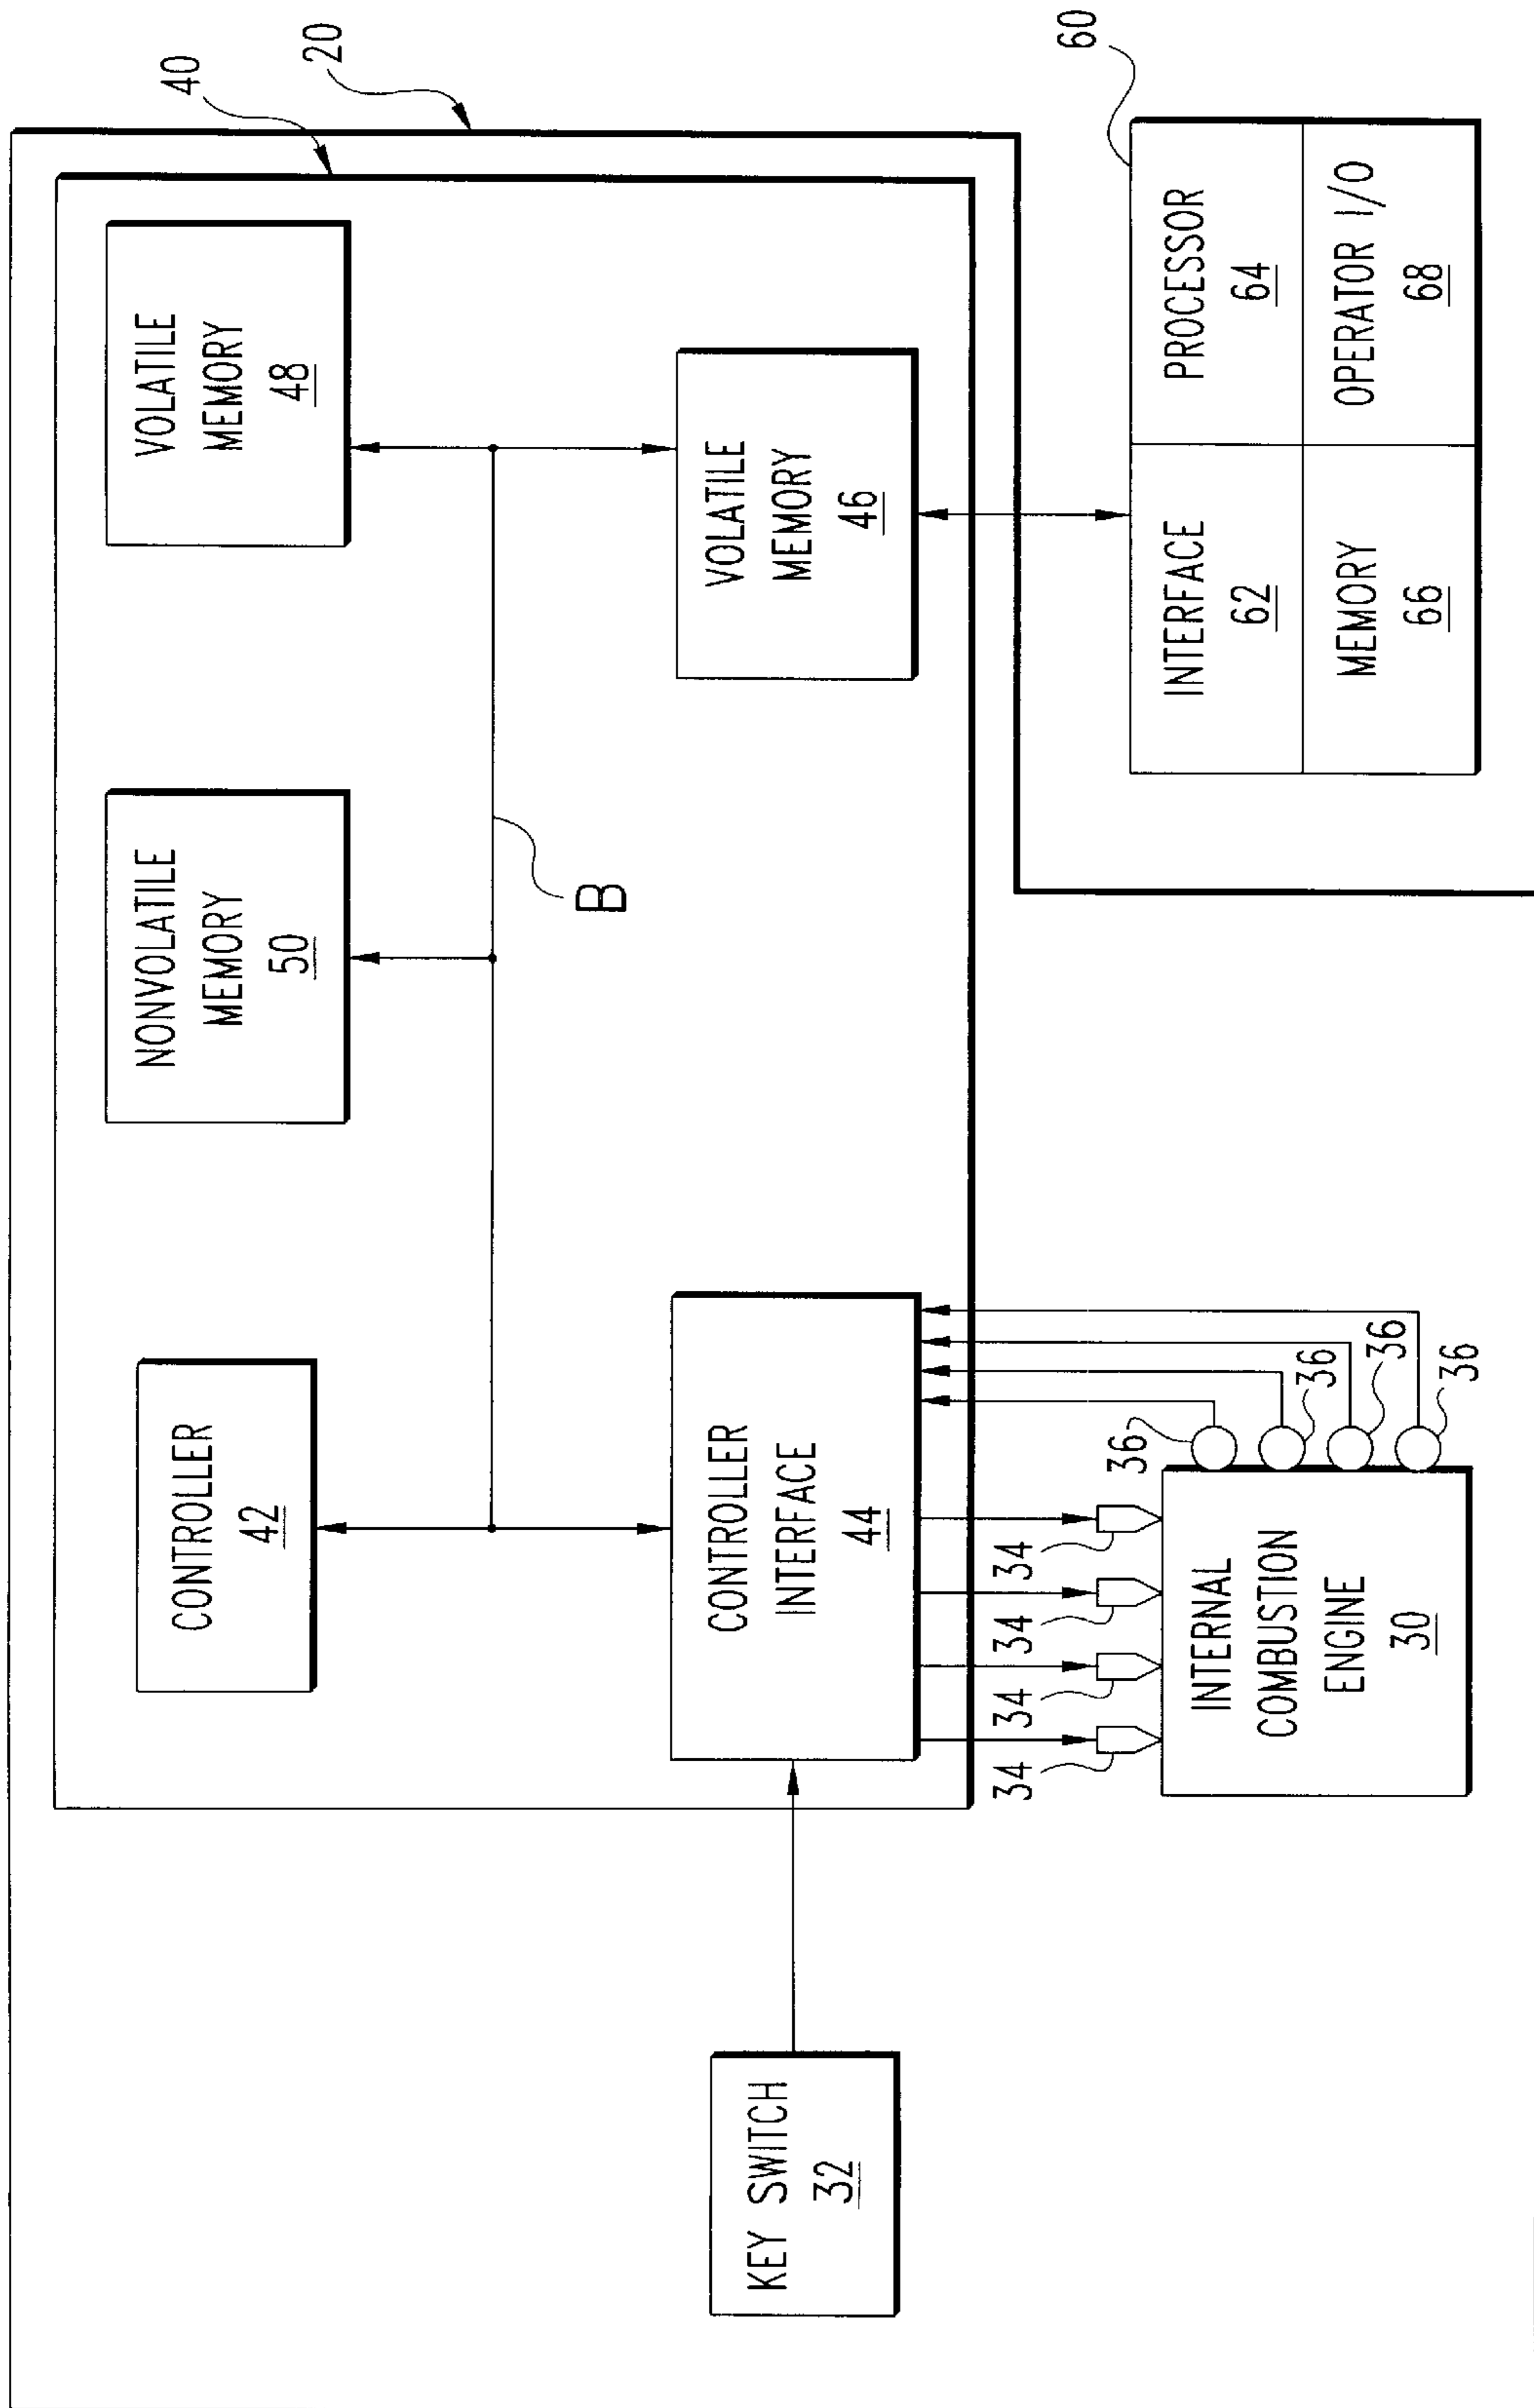 40
20
CONTROLLER
42
NONVOLATILE
MEMORY
50
VOLATILE
MEMORY
48
B
KEY SWITCH
32
CONTROLLER
INTERFACE
44
VOLATILE
MEMORY
46
34
34
34
34
36
36
36
36
INTERNAL
COMBUSTION
ENGINE
30
60
INTERFACE
62
PROCESSOR
64
MEMORY
66
OPERATOR I/O
68